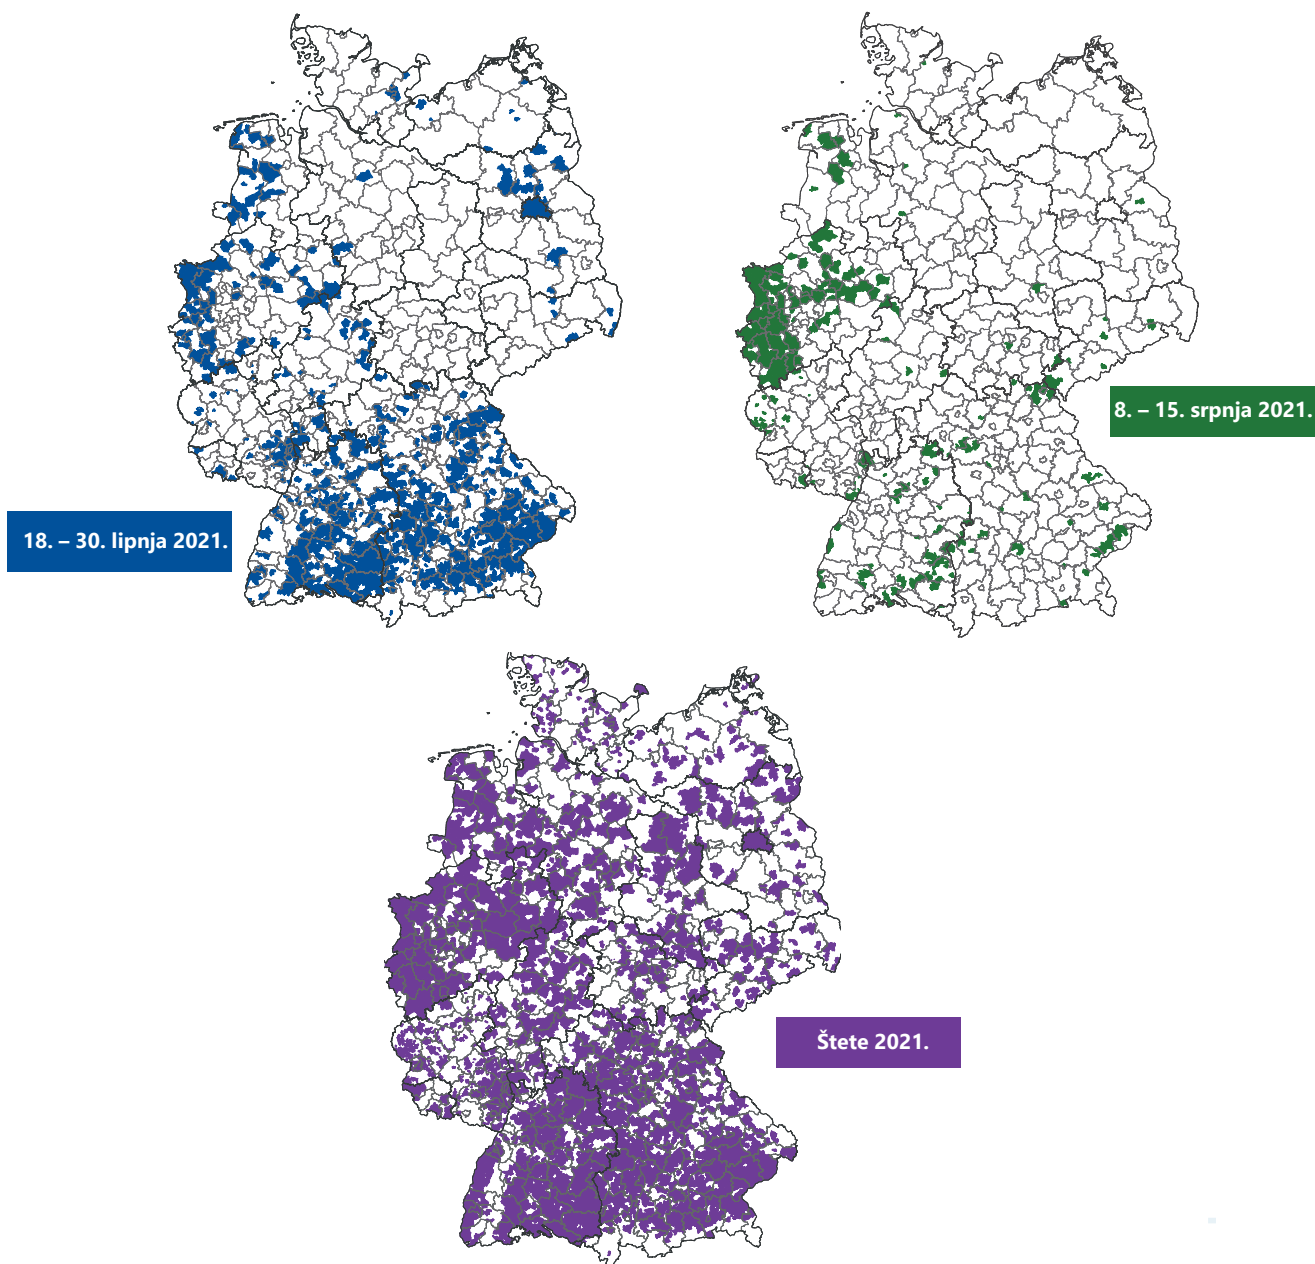 8. – 15. srpnja 2021.
18. – 30. lipnja 2021.
Štete 2021.